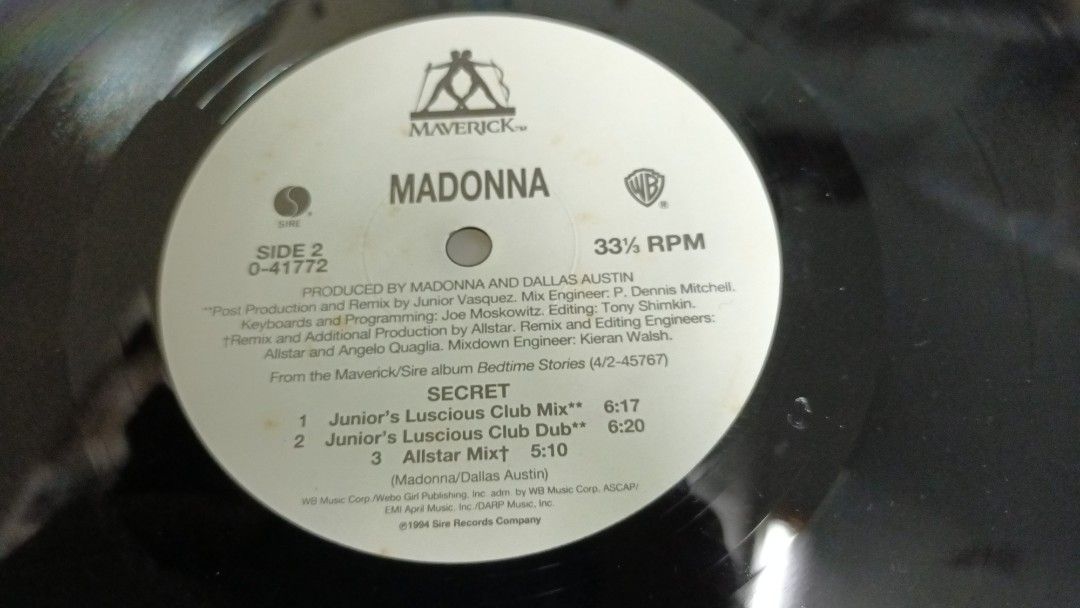 MAVERICK™
MADONNA
SIRE®
WB®
SIDE 2
0-41772
33⅓ RPM
PRODUCED BY MADONNA AND DALLAS AUSTIN
**Post Production and Remix by Junior Vasquez. Mix Engineer: P. Dennis Mitchell.
Keyboards and Programming: Joe Moskowitz. Editing: Tony Shimkin.
†Remix and Additional Production by Allstar. Remix and Editing Engineers:
Allstar and Angelo Quaglia. Mixdown Engineer: Kieran Walsh.
From the Maverick/Sire album Bedtime Stories (4/2-45767)
SECRET
1 Junior's Luscious Club Mix** 6:17
2 Junior's Luscious Club Dub** 6:20
3 Allstar Mix† 5:10
(Madonna/Dallas Austin)
WB Music Corp./Webo Girl Publishing, Inc. adm. by WB Music Corp. ASCAP/
EMI April Music, Inc./DARP Music, Inc.
℗1994 Sire Records Company